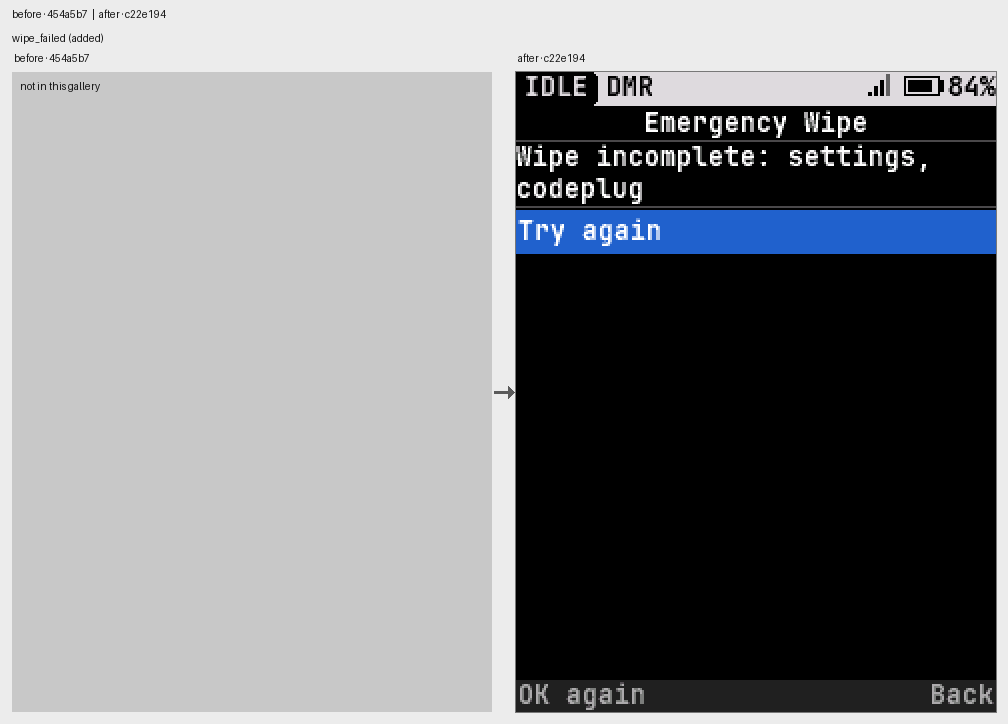 before · 454a5b7 | after · c22e194
wipe_failed (added)
before · 454a5b7
after · c22e194
not in this gallery
IDLE DMR 84%
Emergency Wipe
Wipe incomplete: settings,
codeplug
Try again
OK again Back